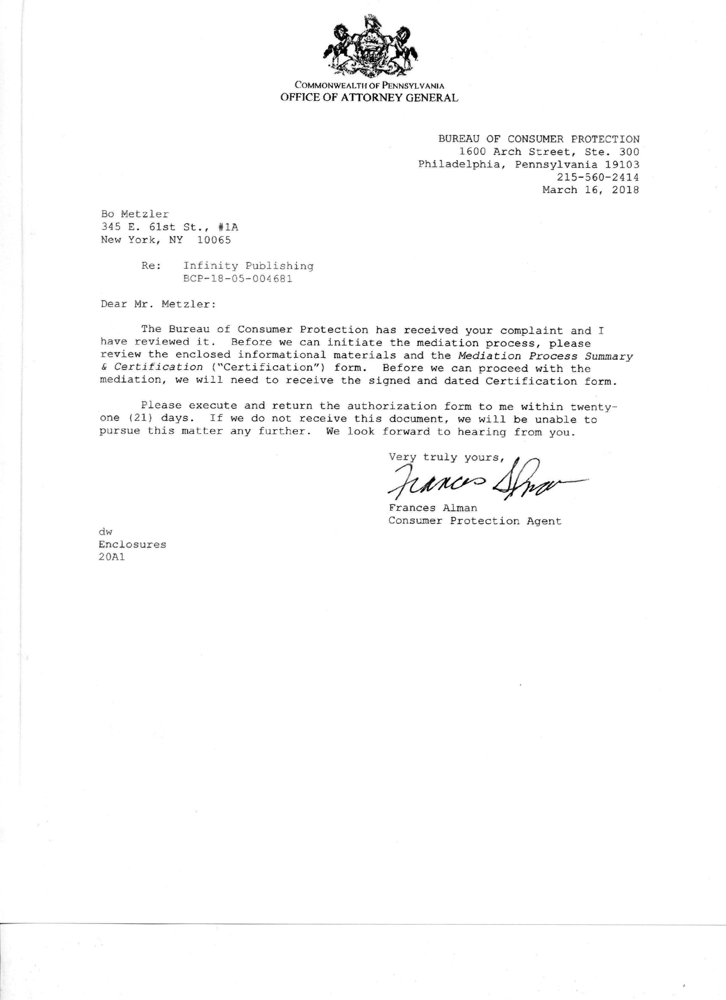 COMMONWEALTH OF PENNSYLVANIA
OFFICE OF ATTORNEY GENERAL
BUREAU OF CONSUMER PROTECTION
1600 Arch Street, Ste. 300
Philadelphia, Pennsylvania 19103
215-560-2414
March 16, 2018
Bo Metzler
345 E. 61st St., #1A
New York, NY 10065
Re: Infinity Publishing
BCP-18-05-004681
Dear Mr. Metzler:
The Bureau of Consumer Protection has received your complaint and I
have reviewed it. Before we can initiate the mediation process, please
review the enclosed informational materials and the Mediation Process Summary
& Certification ("Certification") form. Before we can proceed with the
mediation, we will need to receive the signed and dated Certification form.
Please execute and return the authorization form to me within twenty-
one (21) days. If we do not receive this document, we will be unable to
pursue this matter any further. We look forward to hearing from you.
Very truly yours,
Frances Alman
Frances Alman
Consumer Protection Agent
dw
Enclosures
20A1